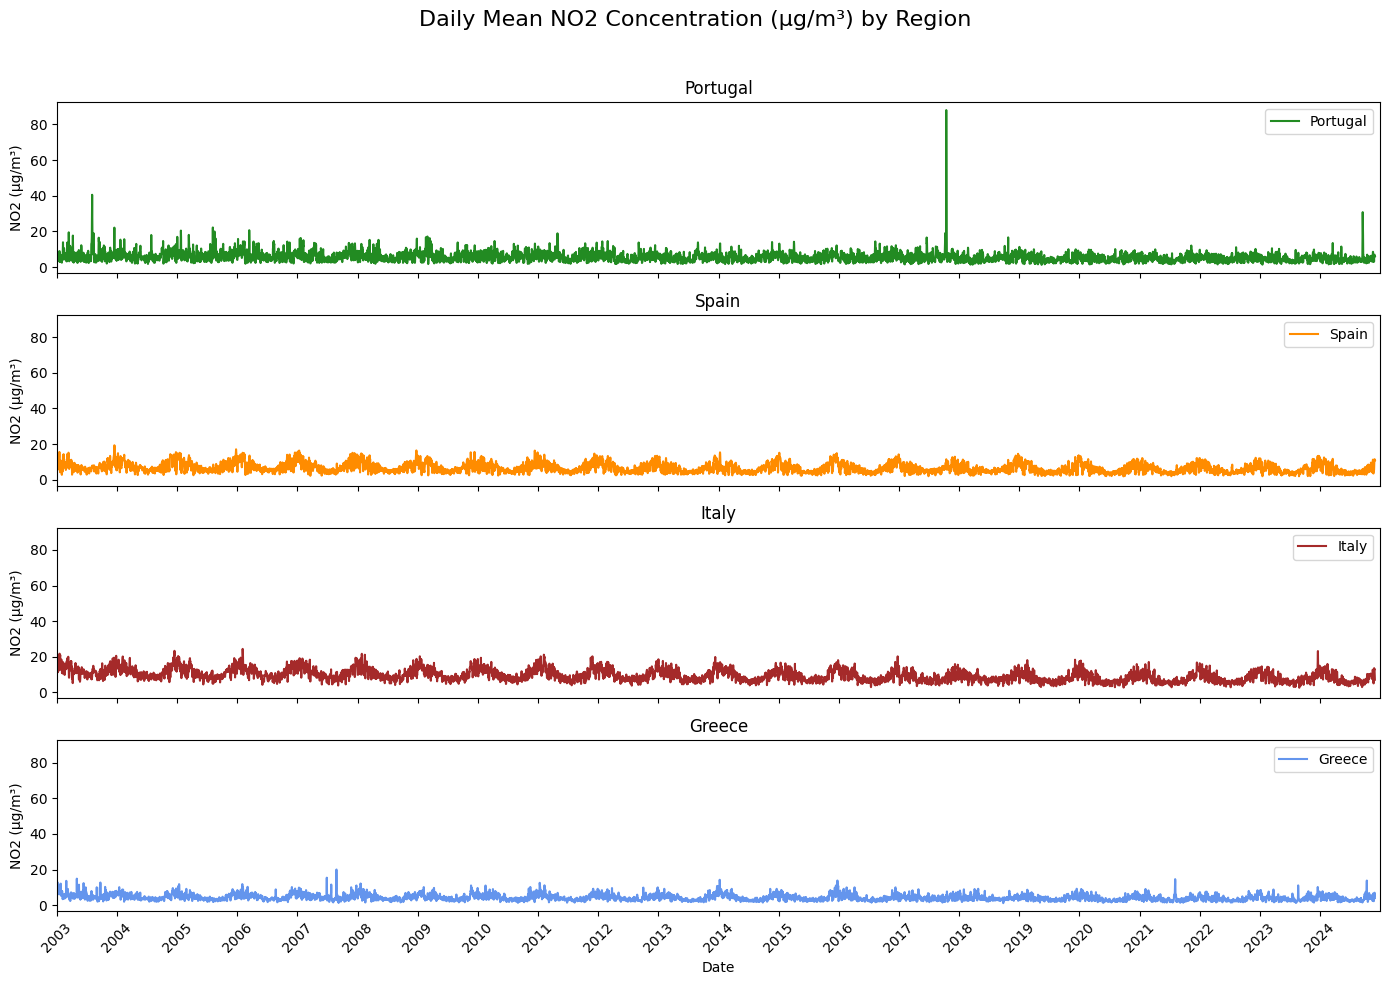 Daily Mean NO2 Concentration (µg/m³) by Region
Portugal
NO2 (µg/m³)
80
60
40
20
0
Portugal
Spain
NO2 (µg/m³)
80
60
40
20
0
Spain
Italy
NO2 (µg/m³)
80
60
40
20
0
Italy
Greece
NO2 (µg/m³)
80
60
40
20
0
Greece
2003 2004 2005 2006 2007 2008 2009 2010 2011 2012 2013 2014 2015 2016 2017 2018 2019 2020 2021 2022 2023 2024
Date